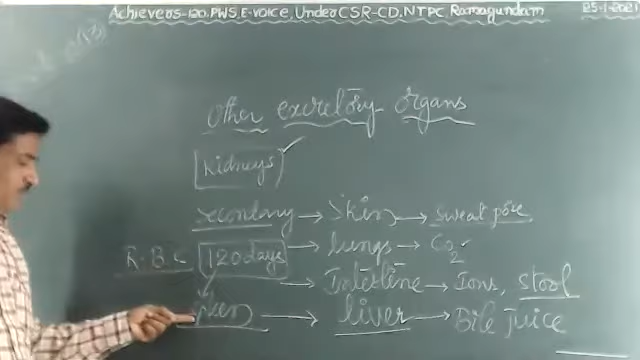 Achievers-120, PWS, E-VOICE, Under CSR-CD, NTPC Ramagundam 25-1-2021
Other excretory organs
Kidneys ✓
secondary → skin → sweat pore
R.B.C 120 days → lungs → CO2
→ Intestine → Ions, stool
→ liver → Bile juice